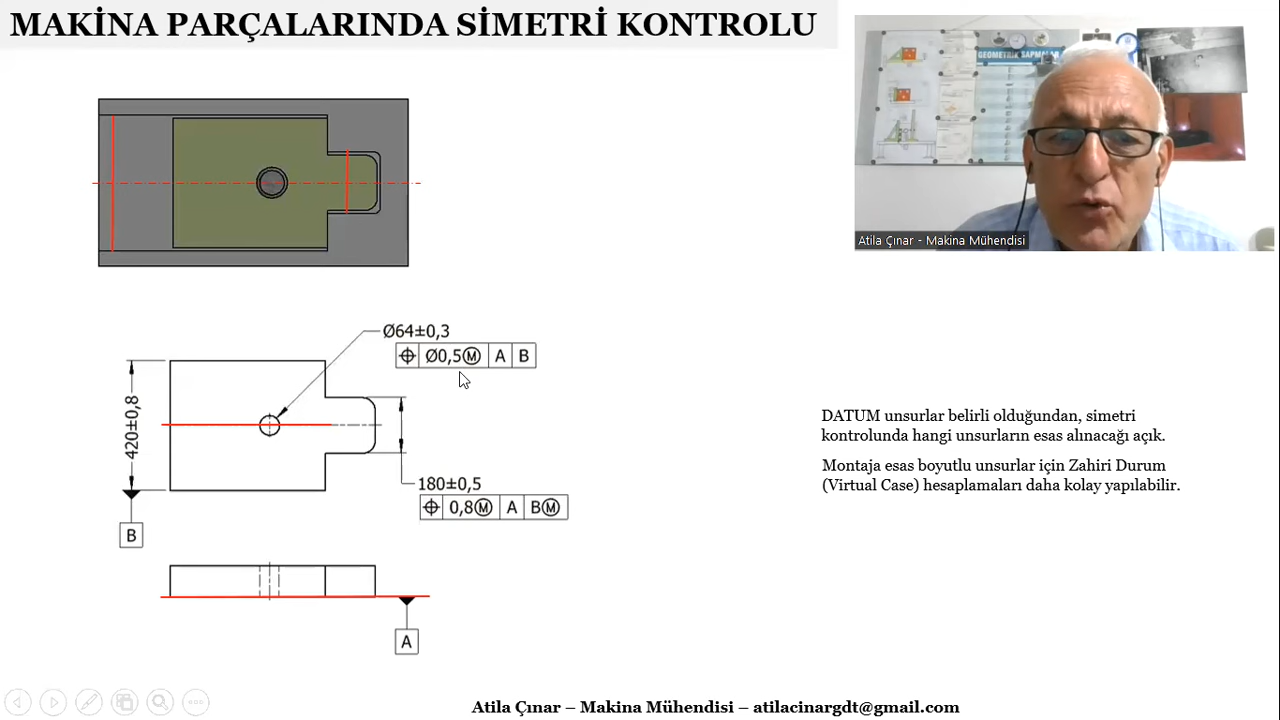 MAKİNA PARÇALARINDA SİMETRİ KONTROLU
GEOMETRİK SAPMALAR
Atila Çınar - Makina Mühendisi
Ø64±0,3
⌖ Ø0,5Ⓜ A B
420±0,8
180±0,5
⌖ 0,8Ⓜ A BⓂ
B
A
DATUM unsurlar belirli olduğundan, simetri
kontrolunda hangi unsurların esas alınacağı açık.
Montaja esas boyutlu unsurlar için Zahiri Durum
(Virtual Case) hesaplamaları daha kolay yapılabilir.
Atila Çınar – Makina Mühendisi – atilacinargdt@gmail.com